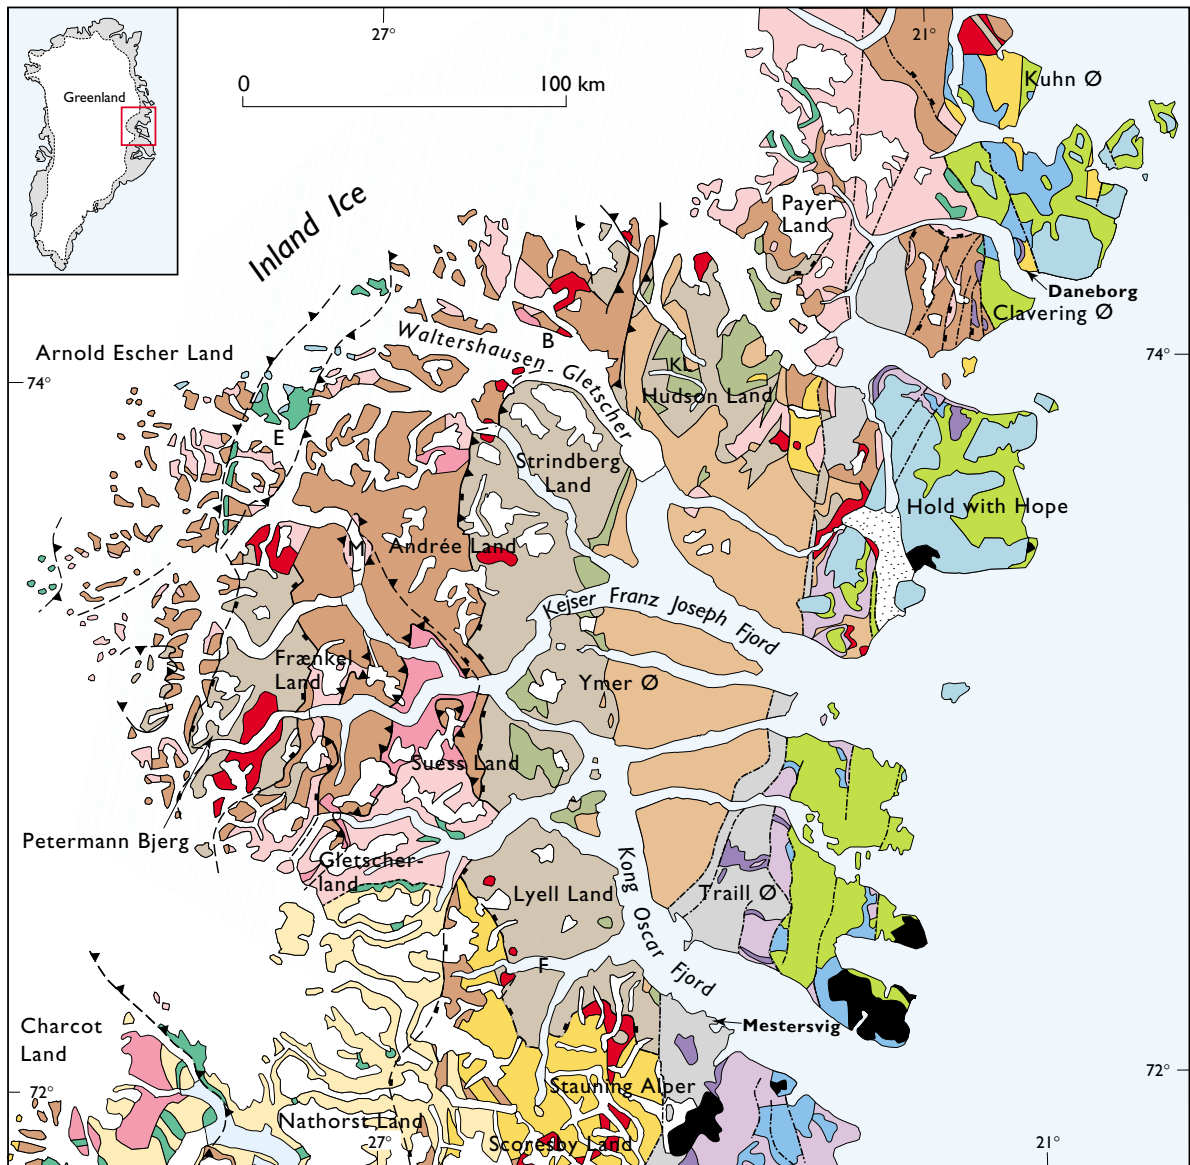 27°
21°
Greenland
0
100 km
Kuhn Ø
Inland Ice
Payer
Land
Daneborg
Clavering Ø
Arnold Escher Land
74°
74°
Waltershausen Gletscher
B
KL
Hudson Land
E
Strindberg
Land
Hold with Hope
M
Andrée Land
Kejser Franz Joseph Fjord
Frænkel
Land
Ymer Ø
Suess Land
Petermann Bjerg
Gletscher-
land
Lyell Land
Kong Oscar Fjord
Traill Ø
F
Charcot
Land
Mestersvig
72°
72°
Stauning Alper
Nathorst Land
27°
Scoresby Land
21°